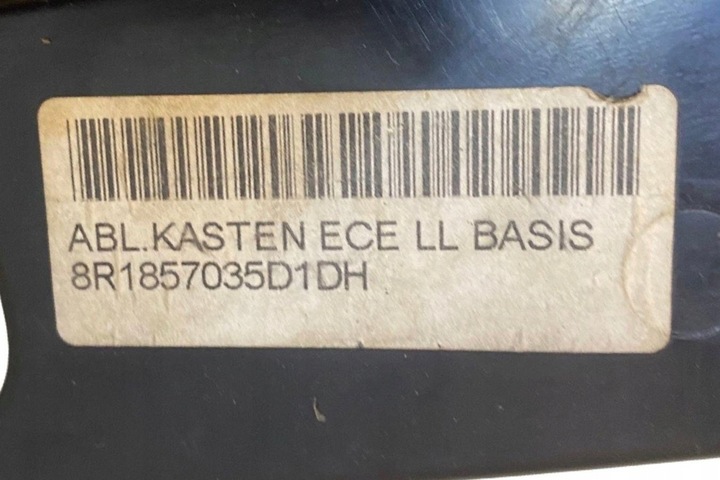 ABL.KASTEN ECE LL BASIS
8R1857035D1DH